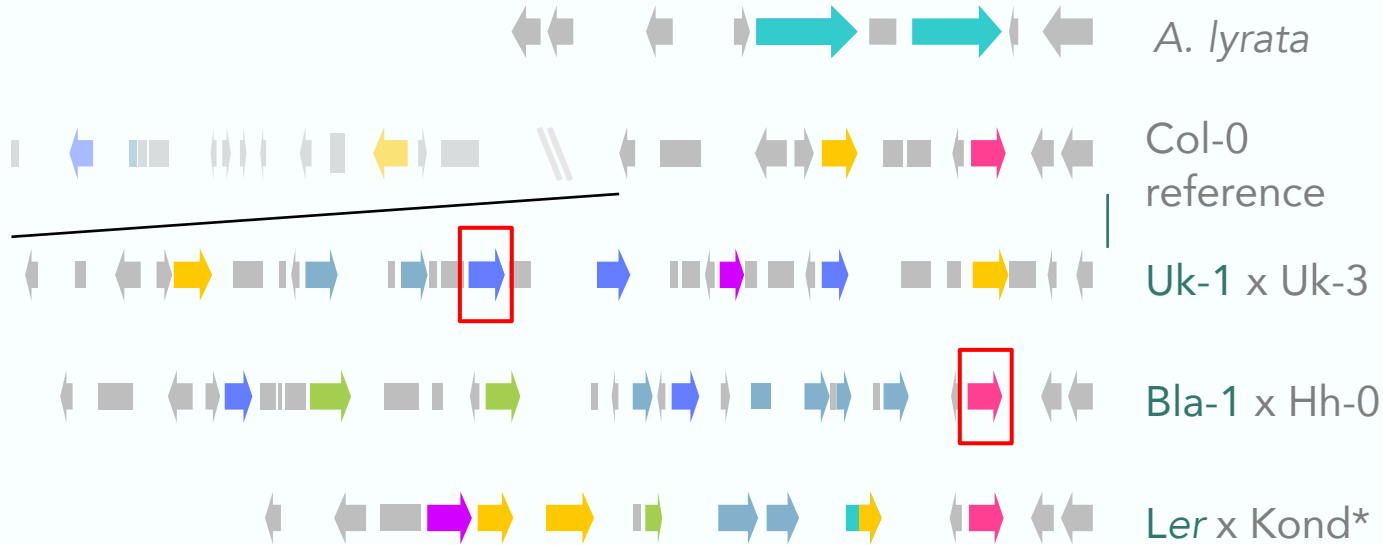 A. lyrata
Col-0
reference
Uk-1 x Uk-3
Bla-1 x Hh-0
Ler x Kond*